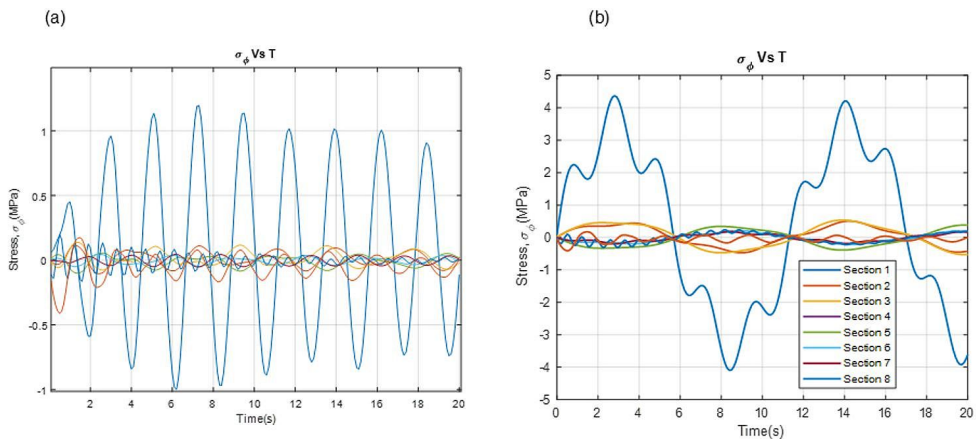 (a)
σϕ Vs T
1
0.5
0
-0.5
-1
2 4 6 8 10 12 14 16 18 20
Stress, σϕ(MPa)
Time(s)
(b)
σϕ Vs T
5
4
3
2
1
0
-1
-2
-3
-4
-5
0 2 4 6 8 10 12 14 16 18 20
Stress, σϕ(MPa)
Time(s)
Section 1
Section 2
Section 3
Section 4
Section 5
Section 6
Section 7
Section 8